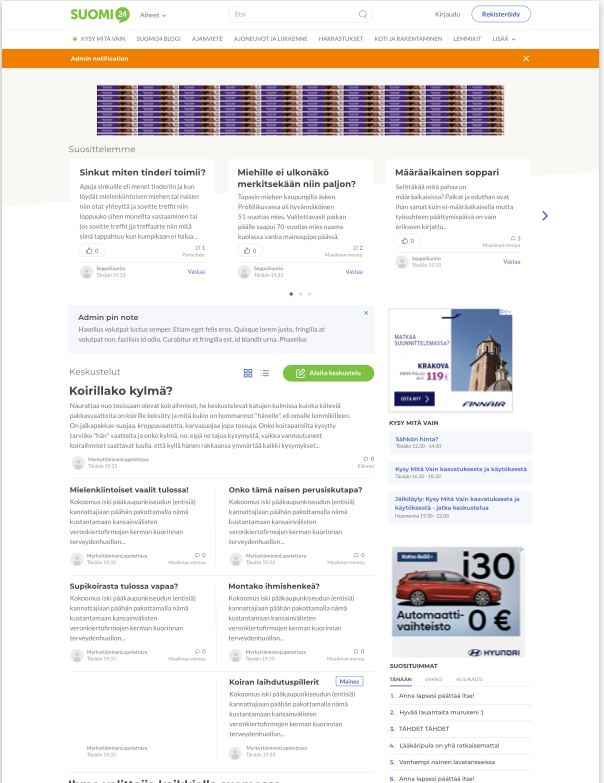 SUOMI24
Aiheet
Etsi
Kirjaudu
Rekisteröidy
KYSY MITÄ VAIN
SUOMI24 BLOGI
AJANVIETE
AJONEUVOT JA LIIKENNE
HARRASTUKSET
KOTI JA RAKENTAMINEN
LEMMIKIT
LISÄÄ
Admin notification
Suosittelemme
Sinkut miten tinderi toimii?
Apuja sinkuille eli menet tinderiin ja kun
löydät mielenkiintoisen miehen tai naisen
niin otat yhteyttä ja sovitte treffit niin
loppuuko siihen monelta vastaaminen tai
jos sovitte treffit jja treffaatte niin mitä
siinä tappahtuu kun kumpikaan ei halua...
0
1
Parisuhde
SeppoSiuntio
Tänään 19.33
Vastaa
Miehille ei ulkonäkö
merkitsekään niin paljon?
Tapasin miehen kaupungilla äsken.
Profiilikuvassa oli hyvännäköinen
51-vuotias mies. Valitettavasti paikan
päälle saapui 70-vuotias mies naama
kuolassa vanha mainospipo päässä.
0
2
Maailman menoa
SeppoSiuntio
Tänään 19.33
Vastaa
Määräaikainen soppari
Selittäkää mitä pahaa on
määräaikaisissa? Palkat ja eduthan ovat
ihan samat kuin ei-määräaikaisella mutta
työsuhteen päättymispäivä on vain
erikseen kirjattu..
0
3
Maailman menoa
SeppoSiuntio
Tänään 19.33
Vastaa
Admin pin note
Hasellus volutpat luctus semper. Etiam eget felis eros. Quisque lorem justo, fringilla at
volutpat non, facilisis id odio. Curabitur et fringilla est, id blandit urna. Phasellus
Keskustelut
Aloita keskustelu
Koirillako kylmä?
Naurattaa nuo tosissaan olevat koiraihmiset, he keskustelevat katujen kulmissa kuinka käteviä
pakkasvaatteita on koirille keksitty ja mitä kukin on hommannut "hänelle", eli omalle lemmikilleen.
On jalkapakkas-suojaa, kroppavaatetta, korvasuojaa jopa tossuja. Onko koiraparoilta kysytty
tarviiko "hän" vaatteita ja onko kylmä, no, eipä ne tajua kysymystä, vaikka vannoutuneet
koiraihmiset saattavat luulla, että kyllä hänen rakkaansa ymmärtää kaikki kysymykset...
MyrkyttäminenLopetettava
Tänään 19.33
0
Eläimet
Mielenkiintoiset vaalit tulossa!
Kokoomus iski pääkaupunkiseudun (entisiä)
kannattajiaan päähän pakottamalla nämä
kustantamaan kansainvälisten
veronkiertofirmojen kerman kuorinnan
terveydenhuollon...
MyrkyttäminenLopetettava
Tänään 19.33
0
Maailman menoa
Onko tämä naisen perusiskutapa?
Kokoomus iski pääkaupunkiseudun (entisiä)
kannattajiaan päähän pakottamalla nämä
kustantamaan kansainvälisten
veronkiertofirmojen kerman kuorinnan
terveydenhuollon...
MyrkyttäminenLopetettava
Tänään 19.33
0
Maailman menoa
Supikoirasta tulossa vapaa?
Kokoomus iski pääkaupunkiseudun (entisiä)
kannattajiaan päähän pakottamalla nämä
kustantamaan kansainvälisten
veronkiertofirmojen kerman kuorinnan
terveydenhuollon...
MyrkyttäminenLopetettava
Tänään 19.33
0
Maailman menoa
Montako ihmishenkeä?
Kokoomus iski pääkaupunkiseudun (entisiä)
kannattajiaan päähän pakottamalla nämä
kustantamaan kansainvälisten
veronkiertofirmojen kerman kuorinnan
terveydenhuollon...
MyrkyttäminenLopetettava
Tänään 19.33
0
Maailman menoa
MyrkyttäminenLopetettava
Tänään 19.33
Koiran laihdutuspillerit
Mainos
Kokoomus iski pääkaupunkiseudun (entisiä)
kannattajiaan päähän pakottamalla nämä
kustantamaan kansainvälisten
veronkiertofirmojen kerman kuorinnan
terveydenhuollon...
MyrkyttäminenLopetettava
Tänään 19.33
MATKAA
SUUNNITTELEMASSA?
KRAKOVA
MENO-PALUU
ALK. 119€
OSTA NYT
FINNAIR
KYSY MITÄ VAIN
Sähkön hinta?
Tänään 12.30 - 14.30
Kysy Mitä Vain kasvatuksesta ja käytöksestä
Tänään 16.30 - 18.30
Jälkilöyly: Kysy Mitä Vain kasvatuksesta ja
käytöksestä - jatka keskustelua
Huomenna 19.30 - 22.00
Katso lisää
i30
Automaatti-
vaihteisto
0 €
HYUNDAI
SUOSITUIMMAT
TÄNÄÄN
VIIKKO
KUUKAUSI
1. Anna lapsesi päättää itse!
2. Hyvää lauantaita muruseni :)
3. TÄHDET TÄHDET
4. Lääkäripula on yhä ratkaisematta!
5. Vanhempi nainen lavatansseissa
6. Anna lapsesi päättää itse!